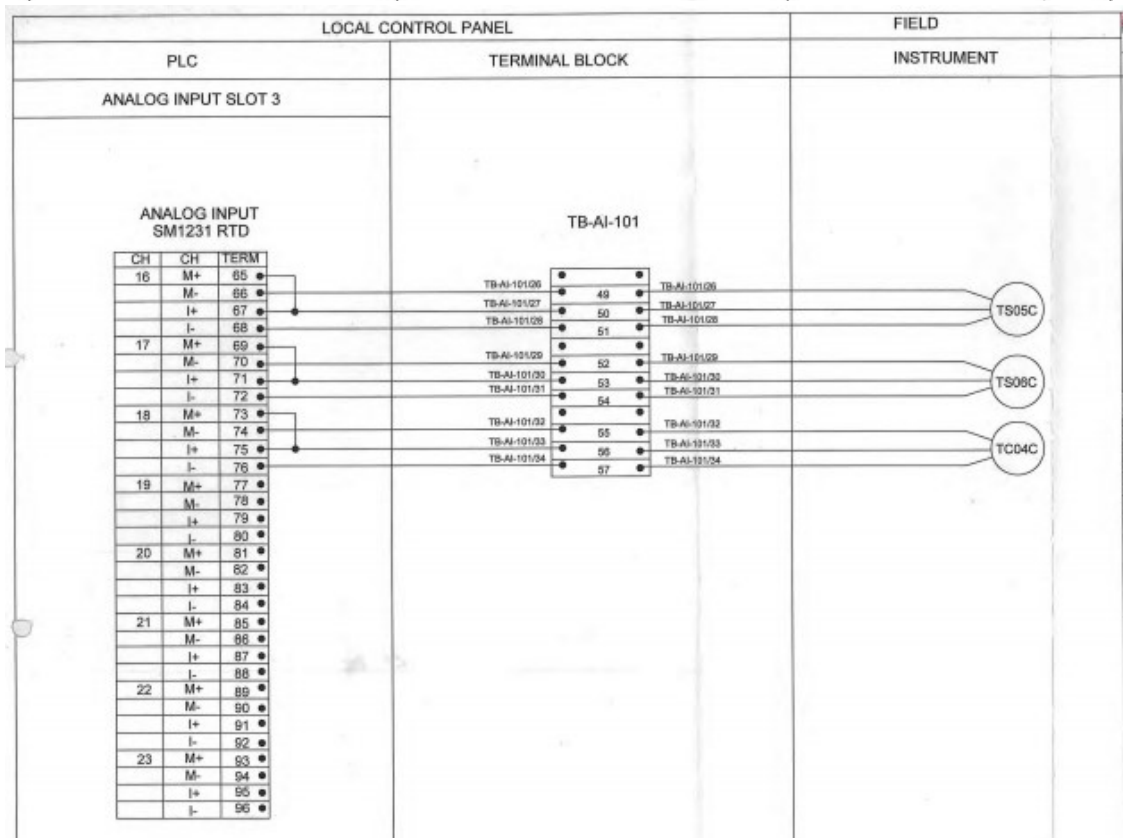 LOCAL CONTROL PANEL FIELD
PLC TERMINAL BLOCK INSTRUMENT
ANALOG INPUT SLOT 3
ANALOG INPUT
SM1231 RTD
TB-AI-101
CH CH TERM
16 M+ 65
M- 66 TB-AI-101/26 49 TB-AI-101/26
I+ 67 TB-AI-101/27 50 TB-AI-101/27 TS05C
I- 68 TB-AI-101/28 51 TB-AI-101/28
17 M+ 69
M- 70 TB-AI-101/29 52 TB-AI-101/29
I+ 71 TB-AI-101/30 53 TB-AI-101/30 TS06C
I- 72 TB-AI-101/31 54 TB-AI-101/31
18 M+ 73
M- 74 TB-AI-101/32 55 TB-AI-101/32
I+ 75 TB-AI-101/33 56 TB-AI-101/33 TC04C
I- 76 TB-AI-101/34 57 TB-AI-101/34
19 M+ 77
M- 78
I+ 79
I- 80
20 M+ 81
M- 82
I+ 83
I- 84
21 M+ 85
M- 86
I+ 87
I- 88
22 M+ 89
M- 90
I+ 91
I- 92
23 M+ 93
M- 94
I+ 95
I- 96